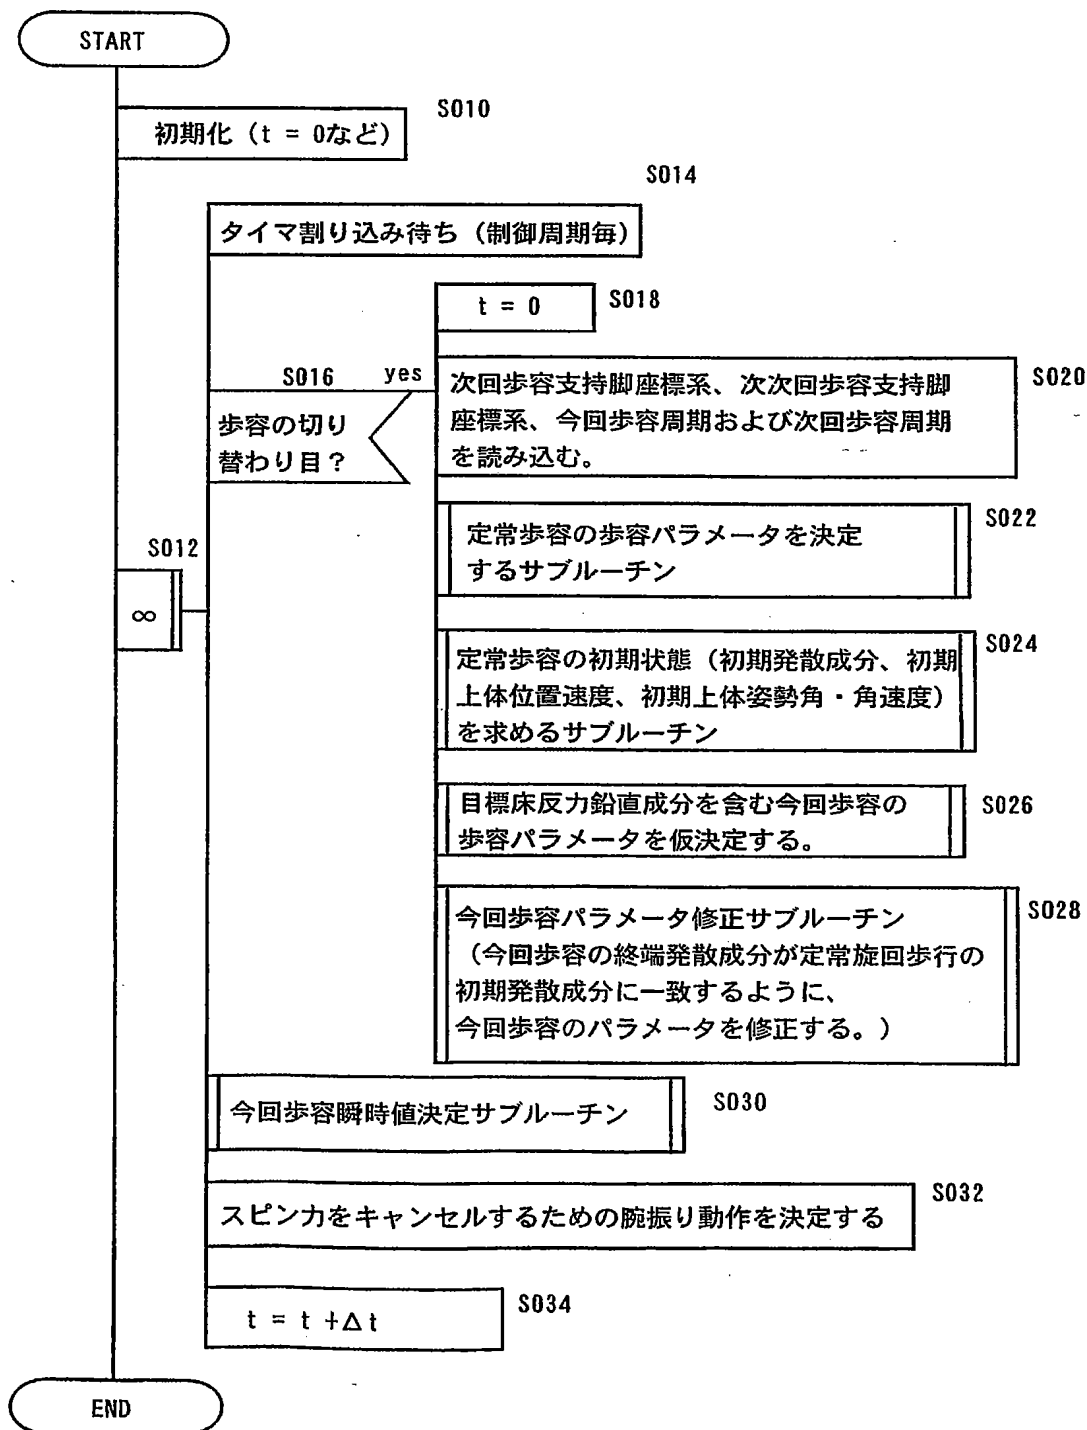 START
S010
初期化（t = 0など）
S014
タイマ割り込み待ち（制御周期毎）
t = 0
S018
S016
yes
歩容の切り
替わり目？
次回歩容支持脚座標系、次次回歩容支持脚
座標系、今回歩容周期および次回歩容周期
を読み込む。
S020
定常歩容の歩容パラメータを決定
するサブルーチン
S022
S012
∞
定常歩容の初期状態（初期発散成分、初期
上体位置速度、初期上体姿勢角・角速度）
を求めるサブルーチン
S024
目標床反力鉛直成分を含む今回歩容の
歩容パラメータを仮決定する。
S026
今回歩容パラメータ修正サブルーチン
（今回歩容の終端発散成分が定常旋回歩行の
初期発散成分に一致するように、
今回歩容のパラメータを修正する。）
S028
今回歩容瞬時値決定サブルーチン
S030
スピン力をキャンセルするための腕振り動作を決定する
S032
t = t +Δt
S034
END